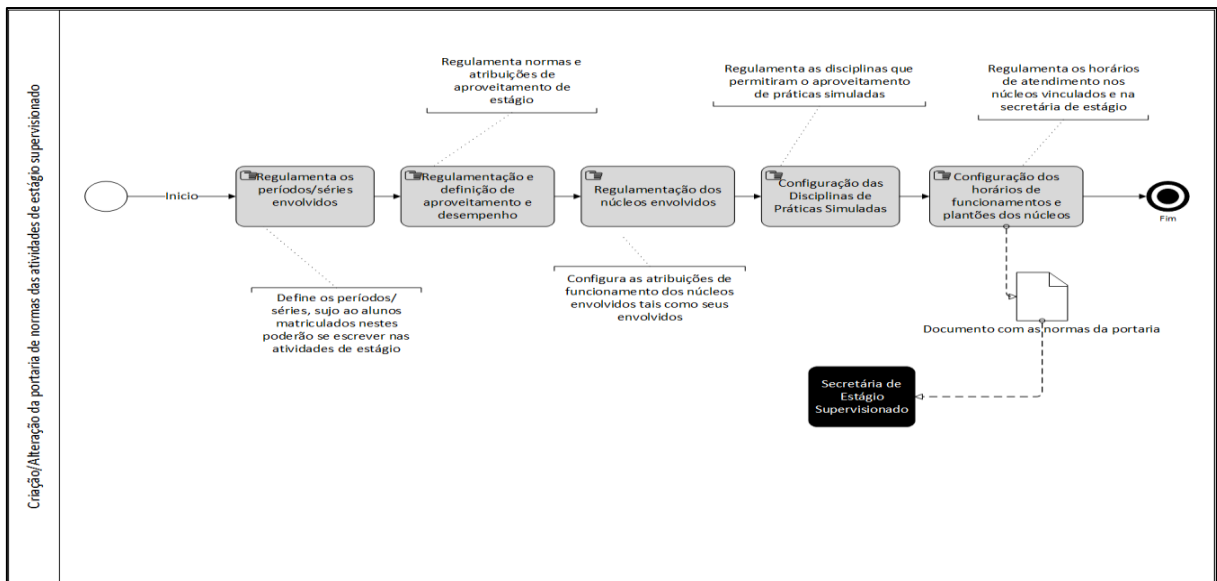 Criação/Alteração da portaria de normas das atividades de estágio supervisionado
Regulamenta normas e
atribuições de
aproveitamento de
estágio
Regulamenta as disciplinas que
permitiram o aproveitamento
de práticas simuladas
Regulamenta os horários
de atendimento nos
núcleos vinculados e na
secretária de estágio
Inicio
Regulamenta os
períodos/séries
envolvidos
Regulamentação e
definição de
aproveitamento e
desempenho
Regulamentação dos
núcleos envolvidos
Configuração das
Disciplinas de
Práticas Simuladas
Configuração dos
horários de
funcionamentos e
plantões dos núcleos
Fim
Define os períodos/
séries, sujo ao alunos
matriculados nestes
poderão se escrever nas
atividades de estágio
Configura as atribuições de
funcionamento dos núcleos
envolvidos tais como seus
envolvidos
Documento com as normas da portaria
Secretária de
Estágio
Supervisionado